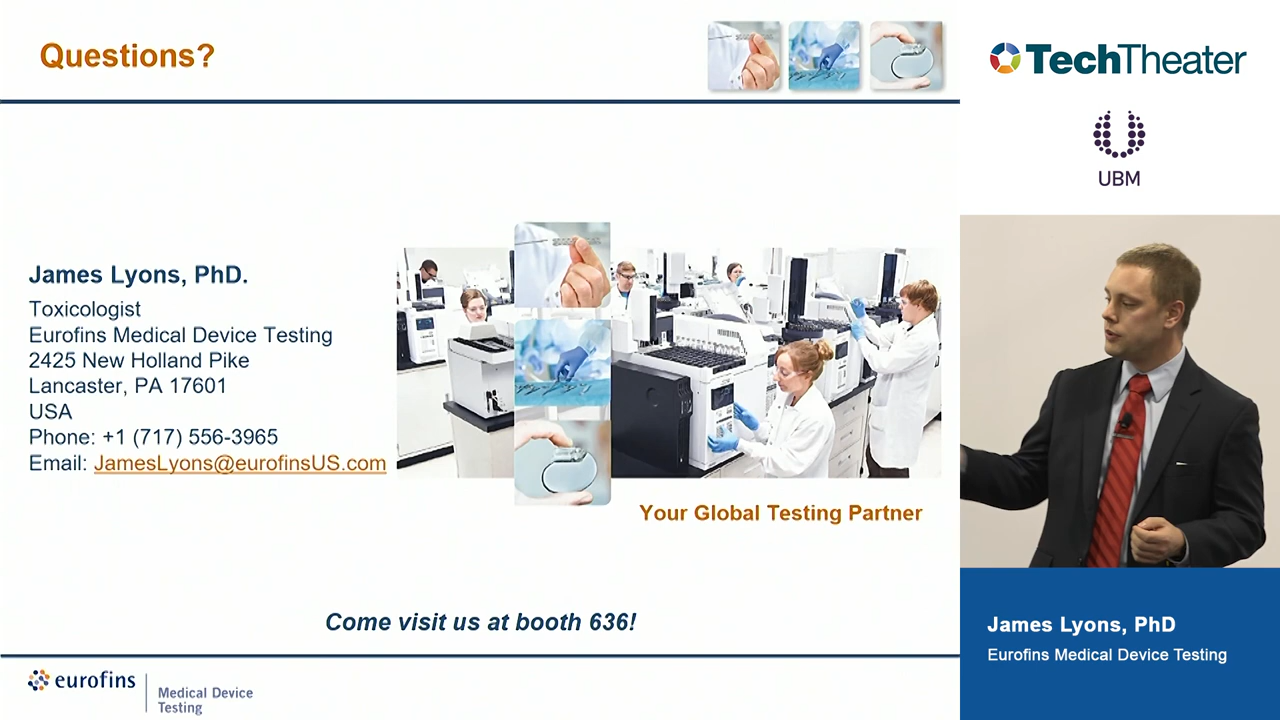 Questions?
James Lyons, PhD.
Toxicologist
Eurofins Medical Device Testing
2425 New Holland Pike
Lancaster, PA 17601
USA
Phone: +1 (717) 556-3965
Email: JamesLyons@eurofinsUS.com
Your Global Testing Partner
Come visit us at booth 636!
eurofins
Medical Device
Testing
TechTheater
UBM
James Lyons, PhD
Eurofins Medical Device Testing